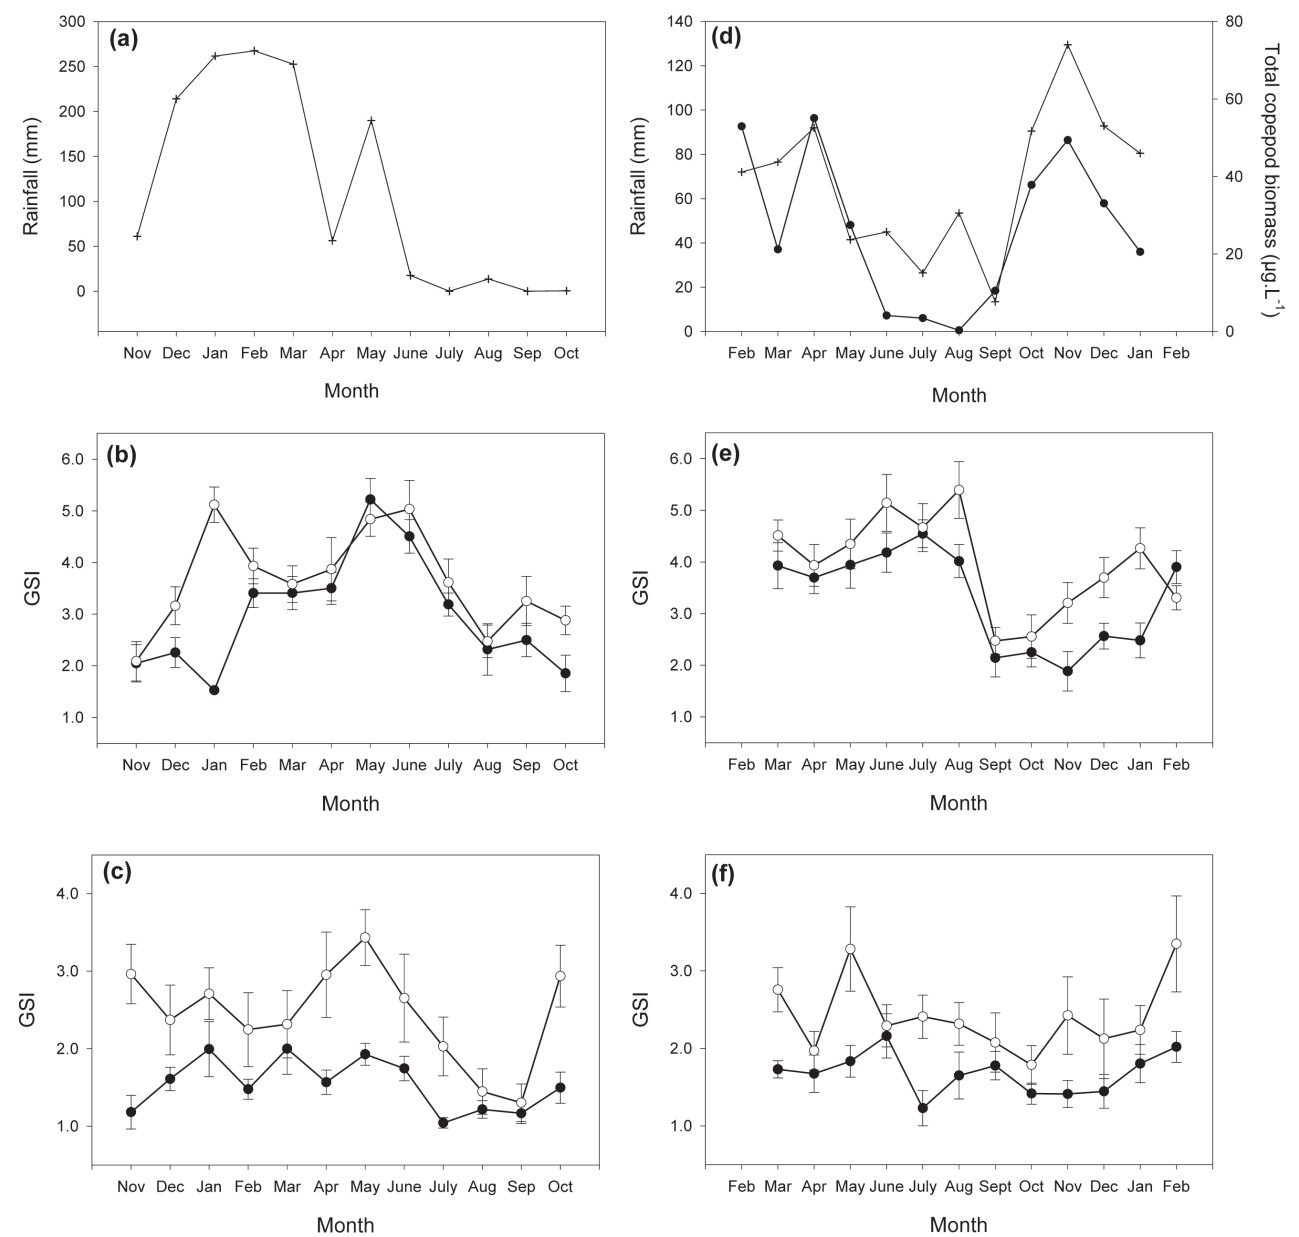 (a)
300
250
200
150
100
50
0
Rainfall (mm)
Nov Dec Jan Feb Mar Apr May June July Aug Sep Oct
Month
(d)
140
120
100
80
60
40
20
0
Rainfall (mm)
80
60
40
20
0
Total copepod biomass (µg.L⁻¹)
Feb Mar Apr May June July Aug Sept Oct Nov Dec Jan Feb
Month
(b)
6.0
5.0
4.0
3.0
2.0
1.0
GSI
Nov Dec Jan Feb Mar Apr May June July Aug Sep Oct
Month
(e)
6.0
5.0
4.0
3.0
2.0
1.0
GSI
Feb Mar Apr May June July Aug Sept Oct Nov Dec Jan Feb
Month
(c)
4.0
3.0
2.0
1.0
GSI
Nov Dec Jan Feb Mar Apr May June July Aug Sep Oct
Month
(f)
4.0
3.0
2.0
1.0
GSI
Feb Mar Apr May June July Aug Sept Oct Nov Dec Jan Feb
Month